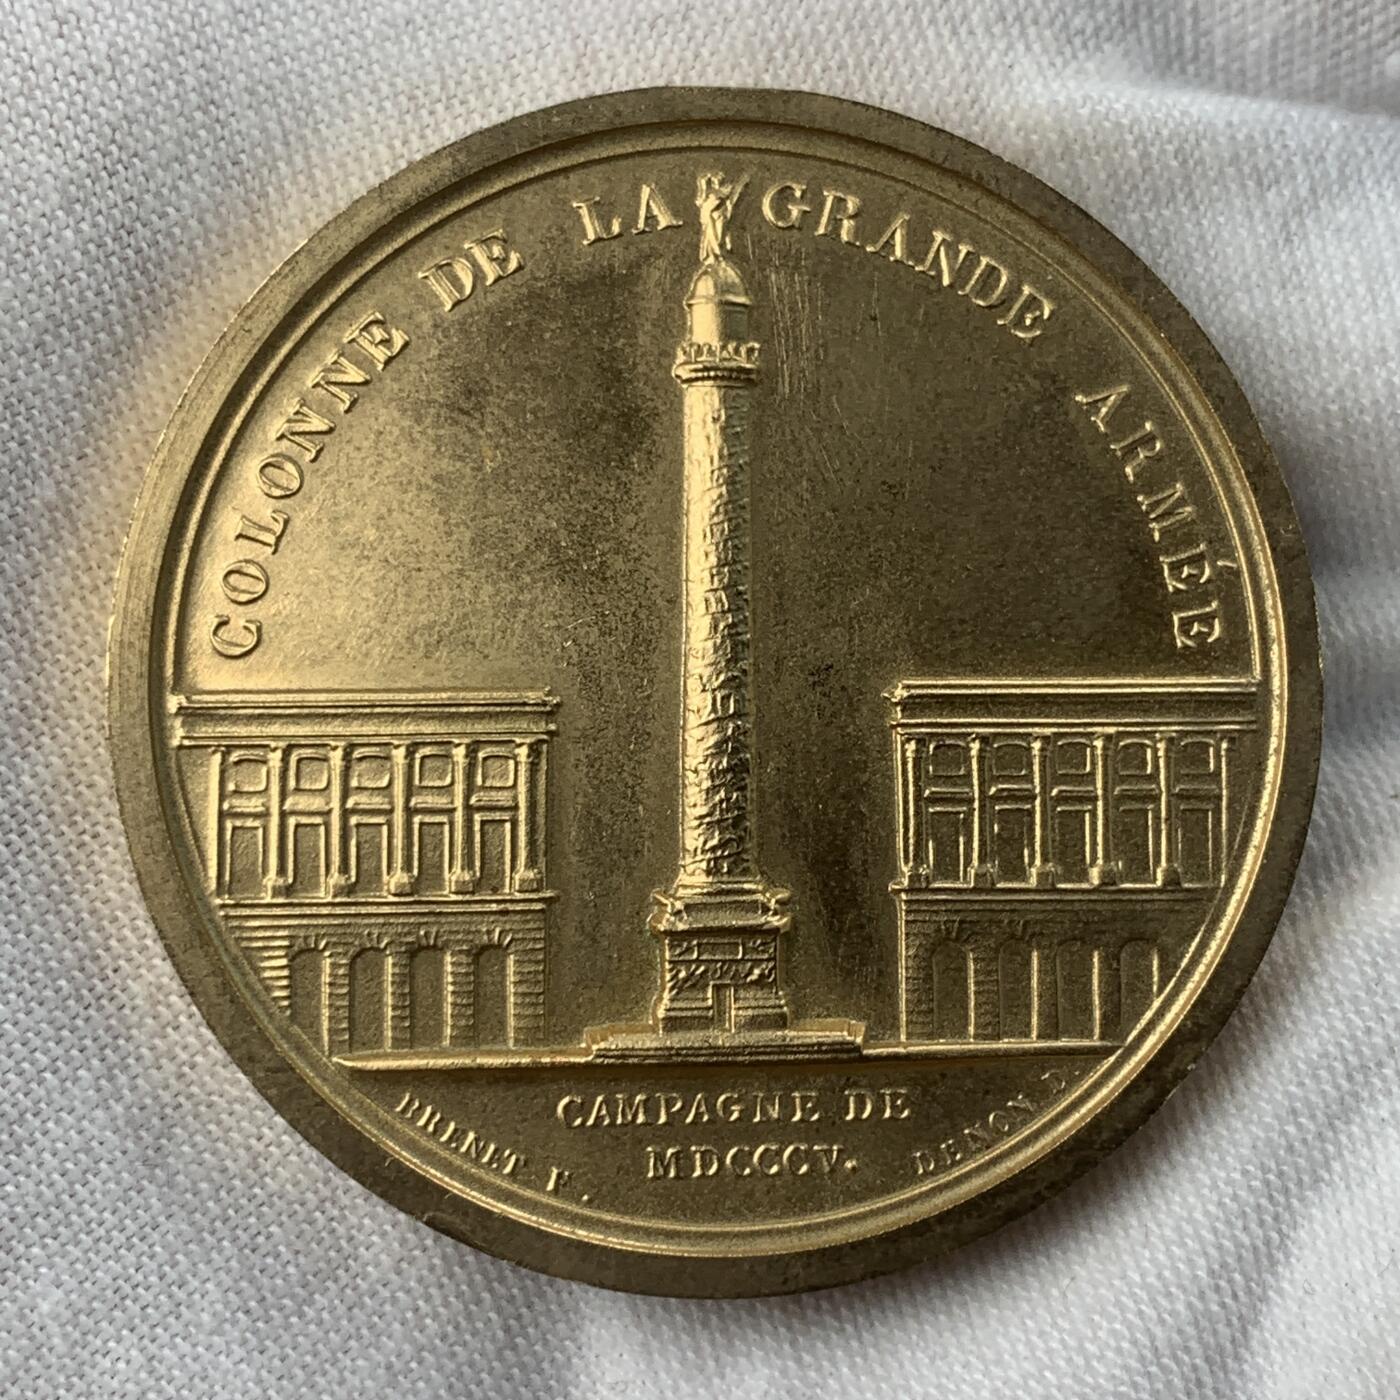 COLONNE DE LA GRANDE ARMÉE
CAMPAGNE DE
MDCCCV.
BRENET F.
DENON D.